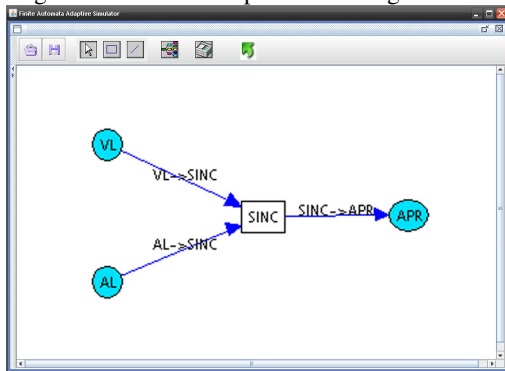 Finite Automata Adaptive Simulator
VL
VL->SINC
SINC
SINC->APR
APR
AL->SINC
AL